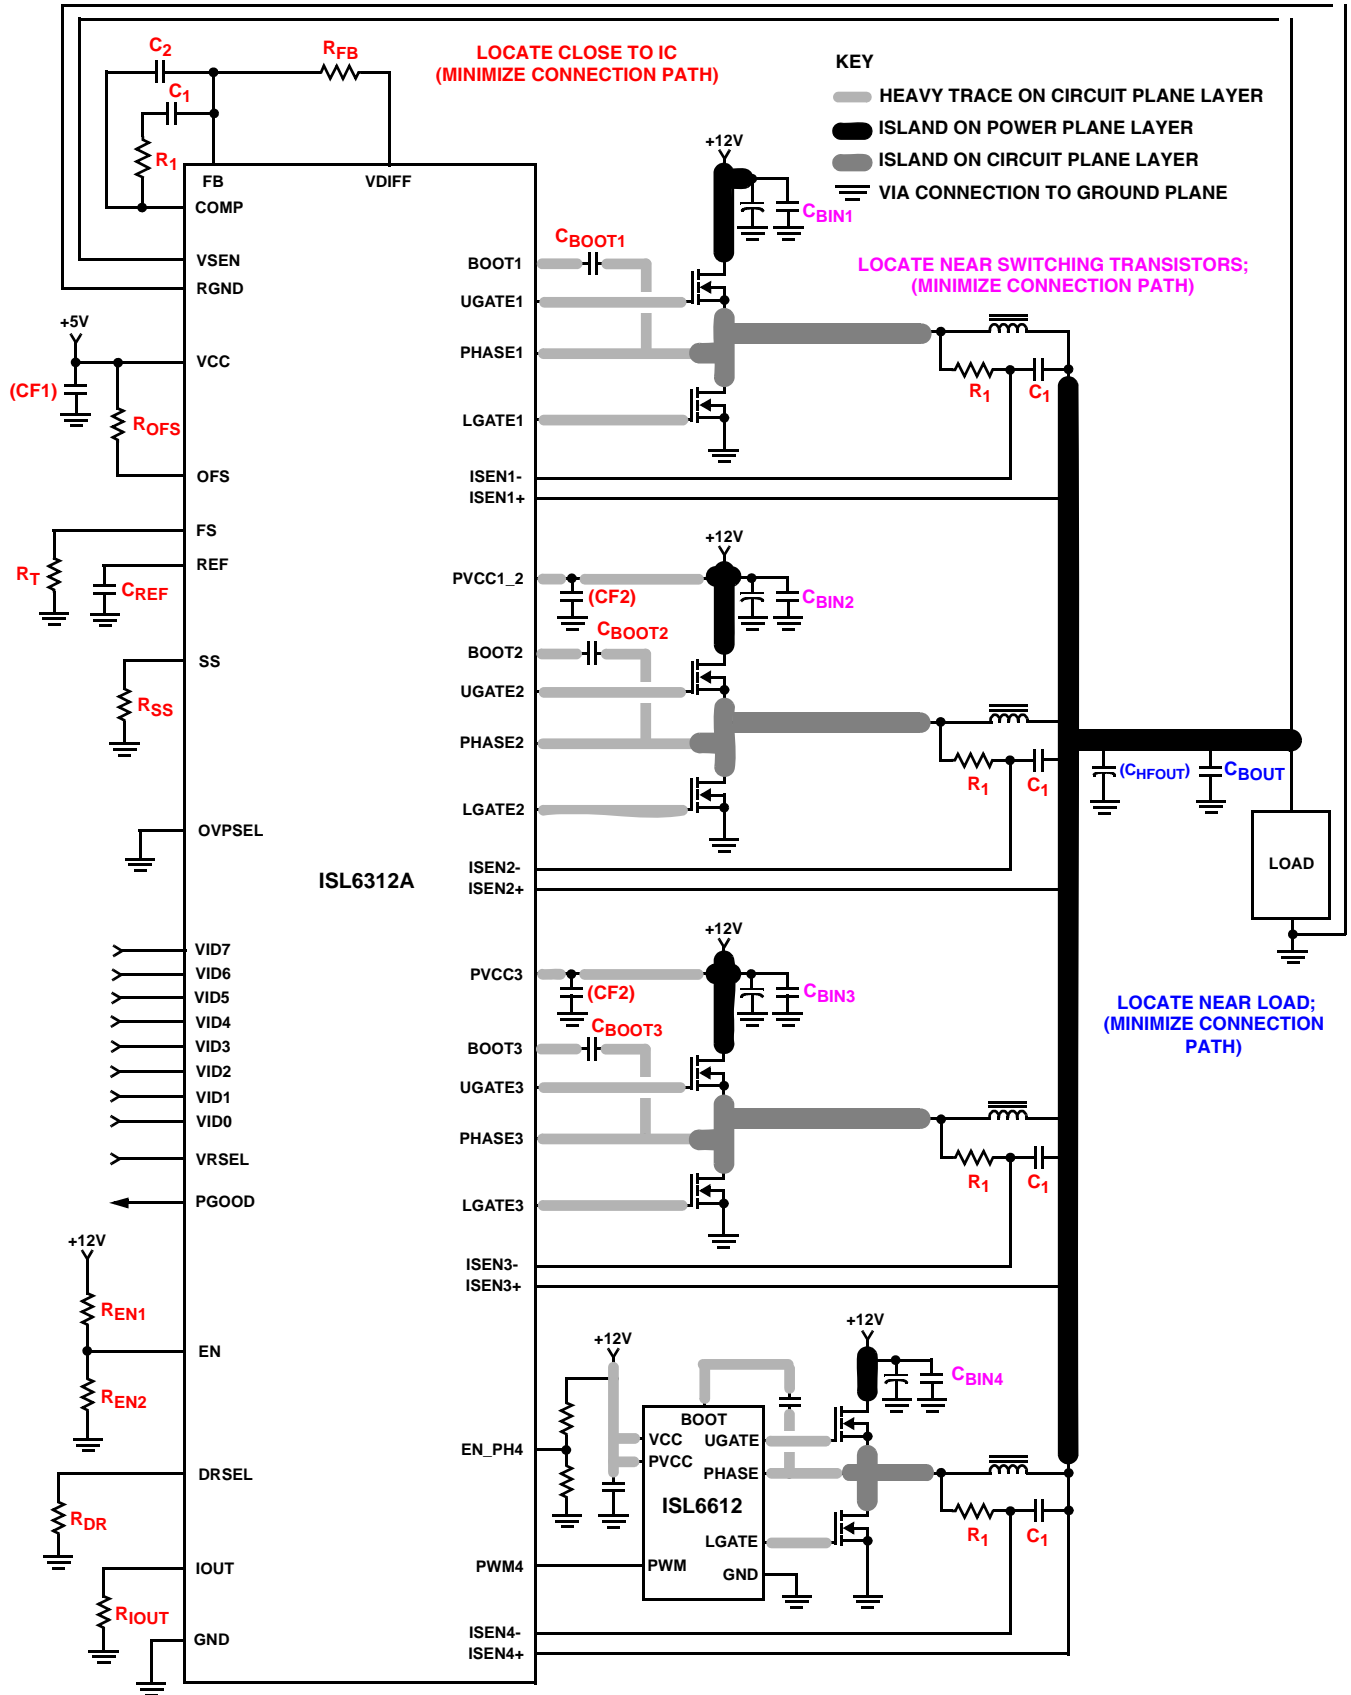 C2
RFB
LOCATE CLOSE TO IC
(MINIMIZE CONNECTION PATH)
KEY
HEAVY TRACE ON CIRCUIT PLANE LAYER
ISLAND ON POWER PLANE LAYER
ISLAND ON CIRCUIT PLANE LAYER
VIA CONNECTION TO GROUND PLANE
C1
R1
FB
VDIFF
COMP
VSEN
RGND
+5V
VCC
(CF1)
ROFS
OFS
FS
RT
REF
CREF
SS
RSS
OVPSEL
ISL6312A
VID7
VID6
VID5
VID4
VID3
VID2
VID1
VID0
VRSEL
PGOOD
+12V
REN1
EN
REN2
DRSEL
RDR
IOUT
RIOUT
GND
+12V
CBIN1
CBOOT1
BOOT1
LOCATE NEAR SWITCHING TRANSISTORS;
(MINIMIZE CONNECTION PATH)
UGATE1
PHASE1
R1
C1
LGATE1
ISEN1-
ISEN1+
+12V
PVCC1_2
(CF2)
CBIN2
CBOOT2
BOOT2
UGATE2
PHASE2
R1
C1
LGATE2
ISEN2-
ISEN2+
(CHFOUT)
CBOUT
LOAD
+12V
PVCC3
(CF2)
CBIN3
CBOOT3
BOOT3
UGATE3
PHASE3
R1
C1
LGATE3
ISEN3-
ISEN3+
LOCATE NEAR LOAD;
(MINIMIZE CONNECTION
PATH)
+12V
+12V
CBIN4
BOOT
VCC
UGATE
EN_PH4
PVCC
PHASE
ISL6612
R1
C1
LGATE
PWM4
PWM
GND
ISEN4-
ISEN4+